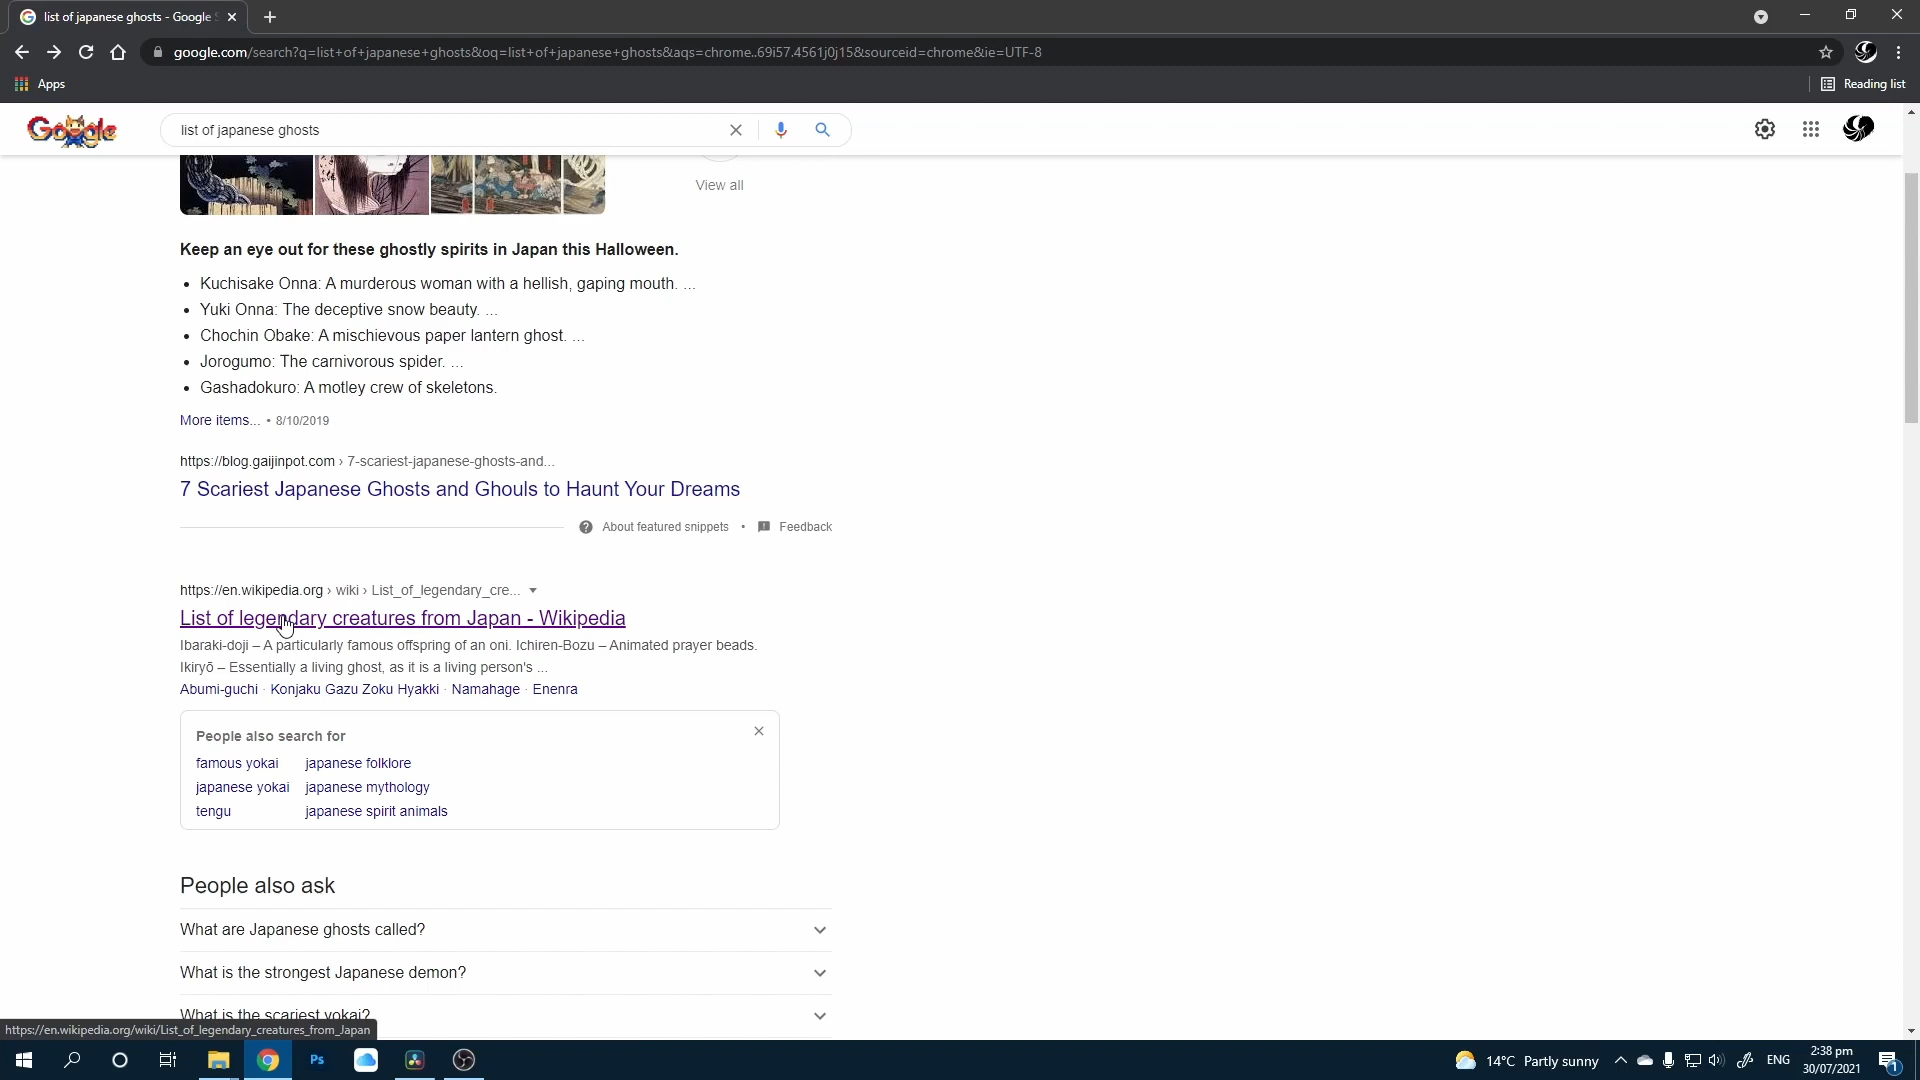 list of japanese ghosts - Google S
google.com/search?q=list+of+japanese+ghosts&oq=list+of+japanese+ghosts&aqs=chrome..69i57.4561j0j15&sourceid=chrome&ie=UTF-8
Apps
Reading list
Google
list of japanese ghosts
View all
Keep an eye out for these ghostly spirits in Japan this Halloween.
• Kuchisake Onna: A murderous woman with a hellish, gaping mouth. ...
• Yuki Onna: The deceptive snow beauty. ...
• Chochin Obake: A mischievous paper lantern ghost. ...
• Jorogumo: The carnivorous spider. ...
• Gashadokuro: A motley crew of skeletons.
More items... • 8/10/2019
https://blog.gaijinpot.com › 7-scariest-japanese-ghosts-and...
7 Scariest Japanese Ghosts and Ghouls to Haunt Your Dreams
About featured snippets • Feedback
https://en.wikipedia.org › wiki › List_of_legendary_cre...
List of legendary creatures from Japan - Wikipedia
Ibaraki-doji – A particularly famous offspring of an oni. Ichiren-Bozu – Animated prayer beads.
Ikiryō – Essentially a living ghost, as it is a living person's ...
Abumi-guchi · Konjaku Gazu Zoku Hyakki · Namahage · Enenra
People also search for
famous yokai japanese folklore
japanese yokai japanese mythology
tengu japanese spirit animals
People also ask
What are Japanese ghosts called?
What is the strongest Japanese demon?
What is the scariest yokai?
https://en.wikipedia.org/wiki/List_of_legendary_creatures_from_Japan
Ps
14°C Partly sunny
ENG
2:38 pm
30/07/2021
1